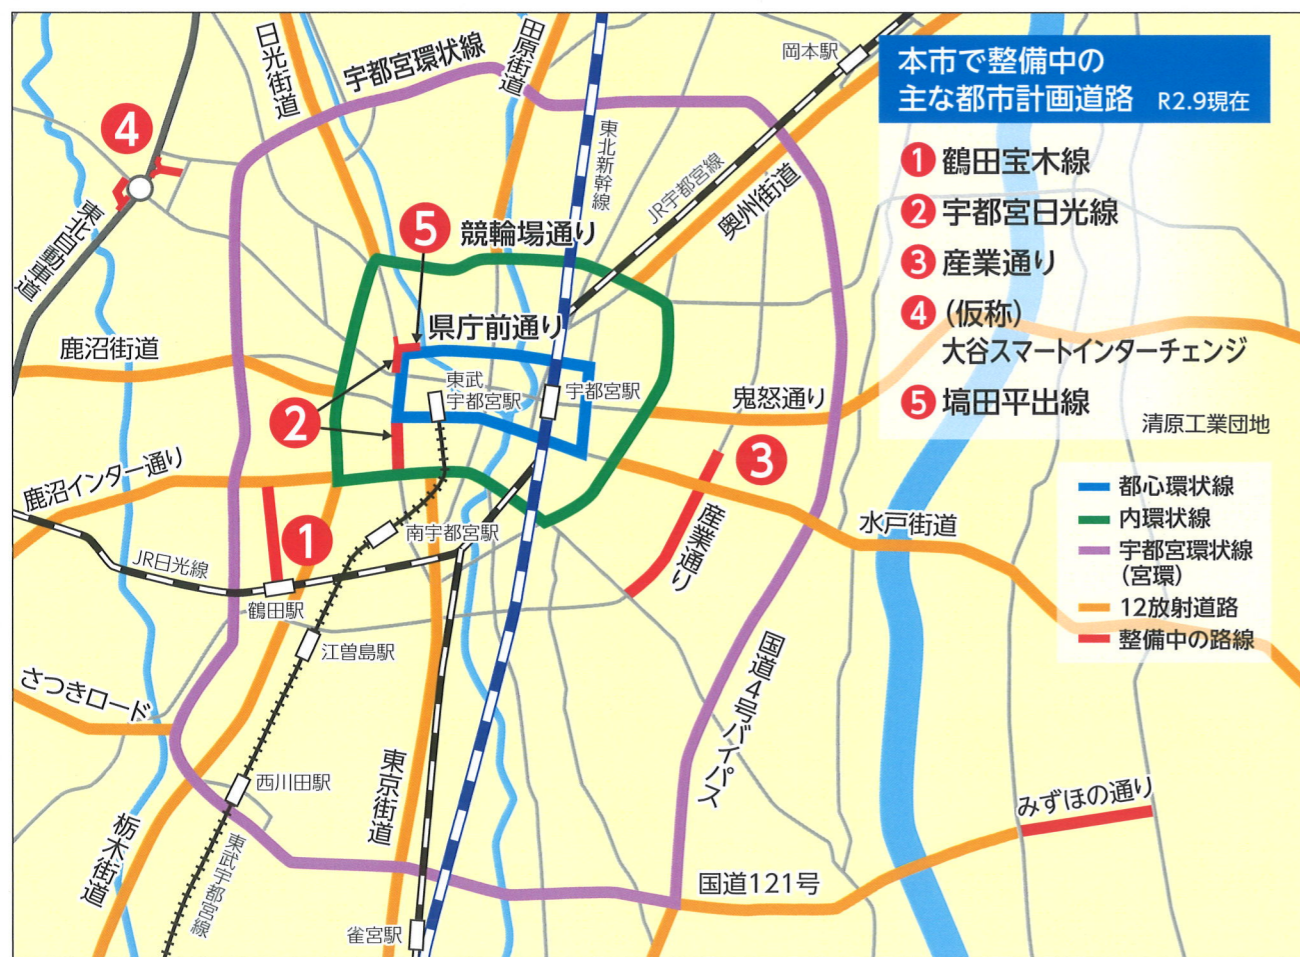 本市で整備中の
主な都市計画道路 R2.9現在
1 鶴田宝木線
2 宇都宮日光線
3 産業通り
4 (仮称)
大谷スマートインターチェンジ
5 塙田平出線
清原工業団地
都心環状線
内環状線
宇都宮環状線
(宮環)
12放射道路
整備中の路線
日光街道
宇都宮環状線
田原街道
岡本駅
4
東北新幹線
JR宇都宮線
奥州街道
東北自動車道
5
競輪場通り
県庁前通り
鹿沼街道
東武
宇都宮駅
宇都宮駅
鬼怒通り
2
3
鹿沼インター通り
産業通り
水戸街道
1
南宇都宮駅
JR日光線
鶴田駅
江曽島駅
さつきロード
国道4号バイパス
西川田駅
東京街道
みずほの通り
栃木街道
東武宇都宮線
国道121号
雀宮駅